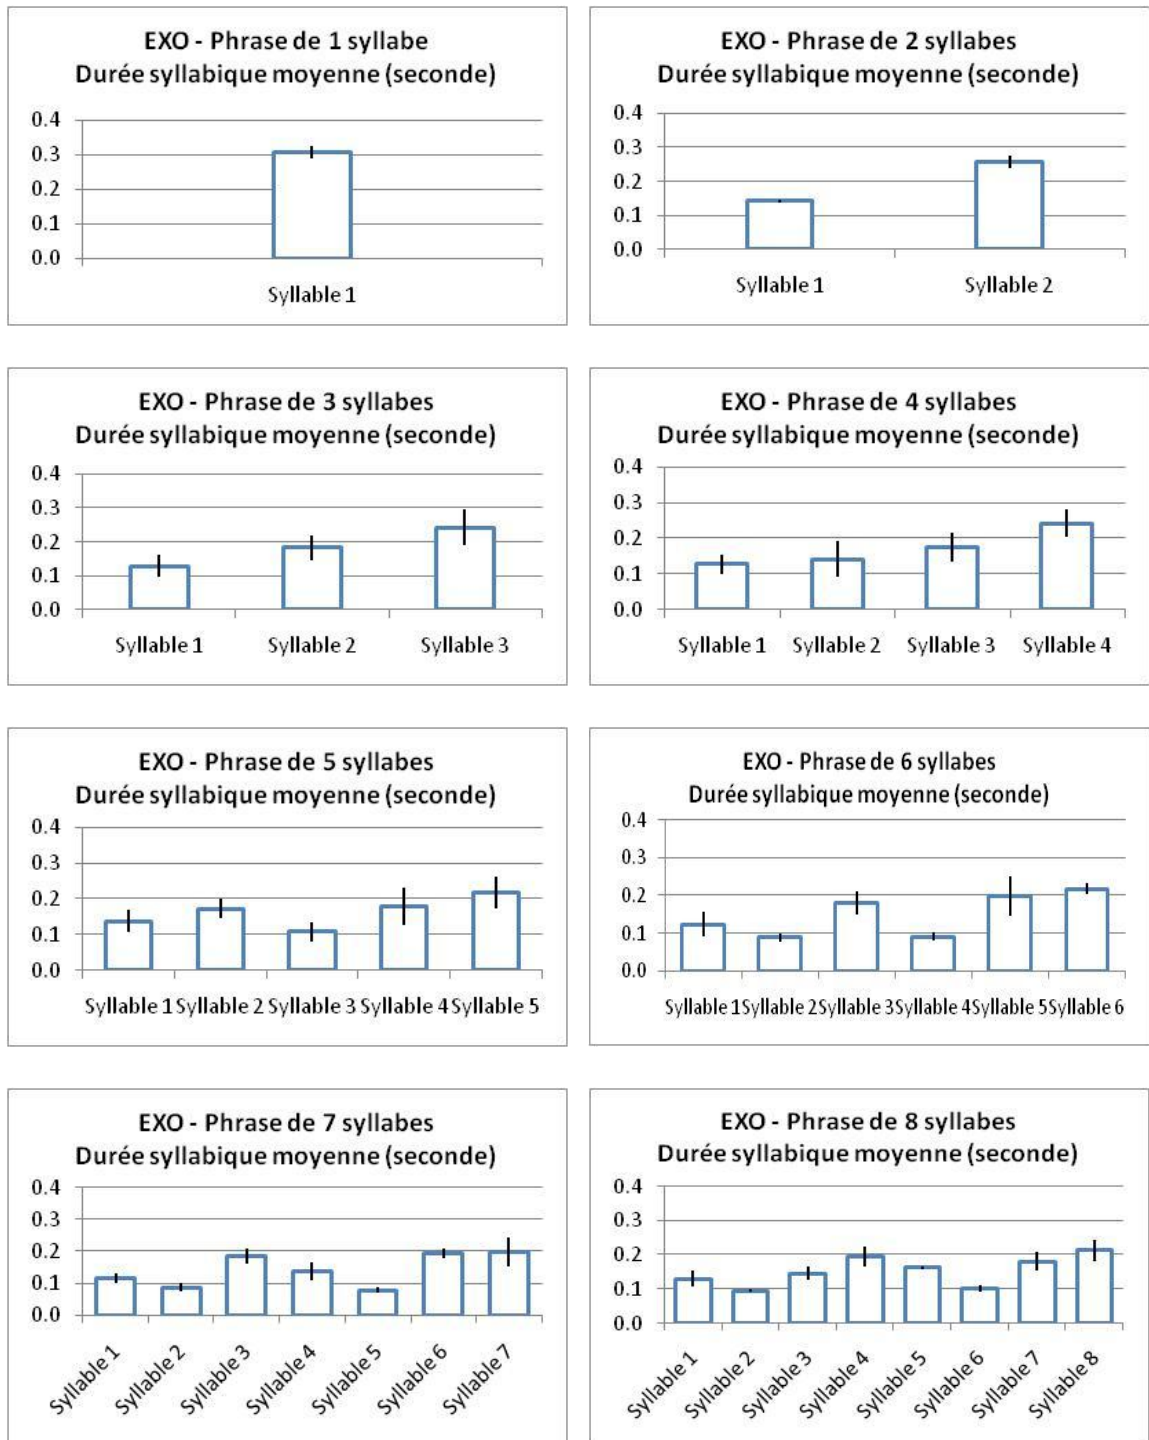 EXO - Phrase de 1 syllabe
Durée syllabique moyenne (seconde)
0.4
0.3
0.2
0.1
0.0
Syllable 1
EXO - Phrase de 2 syllabes
Durée syllabique moyenne (seconde)
0.4
0.3
0.2
0.1
0.0
Syllable 1 Syllable 2
EXO - Phrase de 3 syllabes
Durée syllabique moyenne (seconde)
0.4
0.3
0.2
0.1
0.0
Syllable 1 Syllable 2 Syllable 3
EXO - Phrase de 4 syllabes
Durée syllabique moyenne (seconde)
0.4
0.3
0.2
0.1
0.0
Syllable 1 Syllable 2 Syllable 3 Syllable 4
EXO - Phrase de 5 syllabes
Durée syllabique moyenne (seconde)
0.4
0.3
0.2
0.1
0.0
Syllable 1 Syllable 2 Syllable 3 Syllable 4 Syllable 5
EXO - Phrase de 6 syllabes
Durée syllabique moyenne (seconde)
0.4
0.3
0.2
0.1
0.0
Syllable 1 Syllable 2 Syllable 3 Syllable 4 Syllable 5 Syllable 6
EXO - Phrase de 7 syllabes
Durée syllabique moyenne (seconde)
0.4
0.3
0.2
0.1
0.0
Syllable 1 Syllable 2 Syllable 3 Syllable 4 Syllable 5 Syllable 6 Syllable 7
EXO - Phrase de 8 syllabes
Durée syllabique moyenne (seconde)
0.4
0.3
0.2
0.1
0.0
Syllable 1 Syllable 2 Syllable 3 Syllable 4 Syllable 5 Syllable 6 Syllable 7 Syllable 8